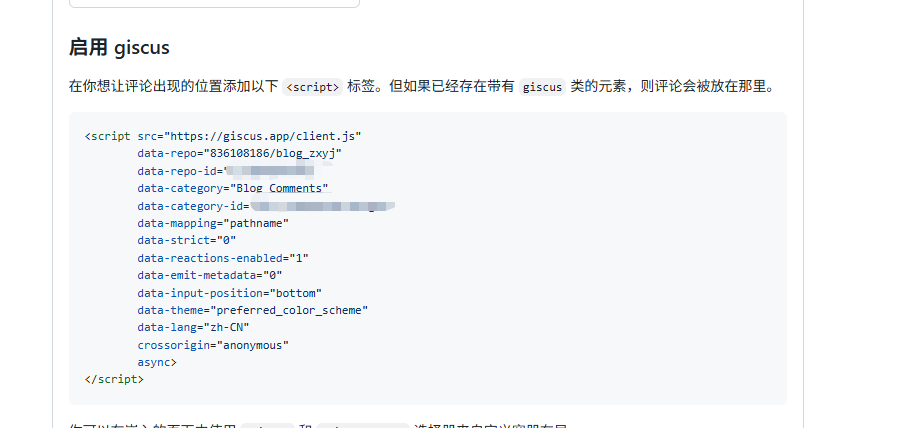 启用 giscus
在你想让评论出现的位置添加以下 <script> 标签。但如果已经存在带有 giscus 类的元素，则评论会被放在那里。
<script src="https://giscus.app/client.js"
data-repo="836108186/blog_zxyj"
data-repo-id="
data-category="Blog Comments"
data-category-id=
data-mapping="pathname"
data-strict="0"
data-reactions-enabled="1"
data-emit-metadata="0"
data-input-position="bottom"
data-theme="preferred_color_scheme"
data-lang="zh-CN"
crossorigin="anonymous"
async>
</script>